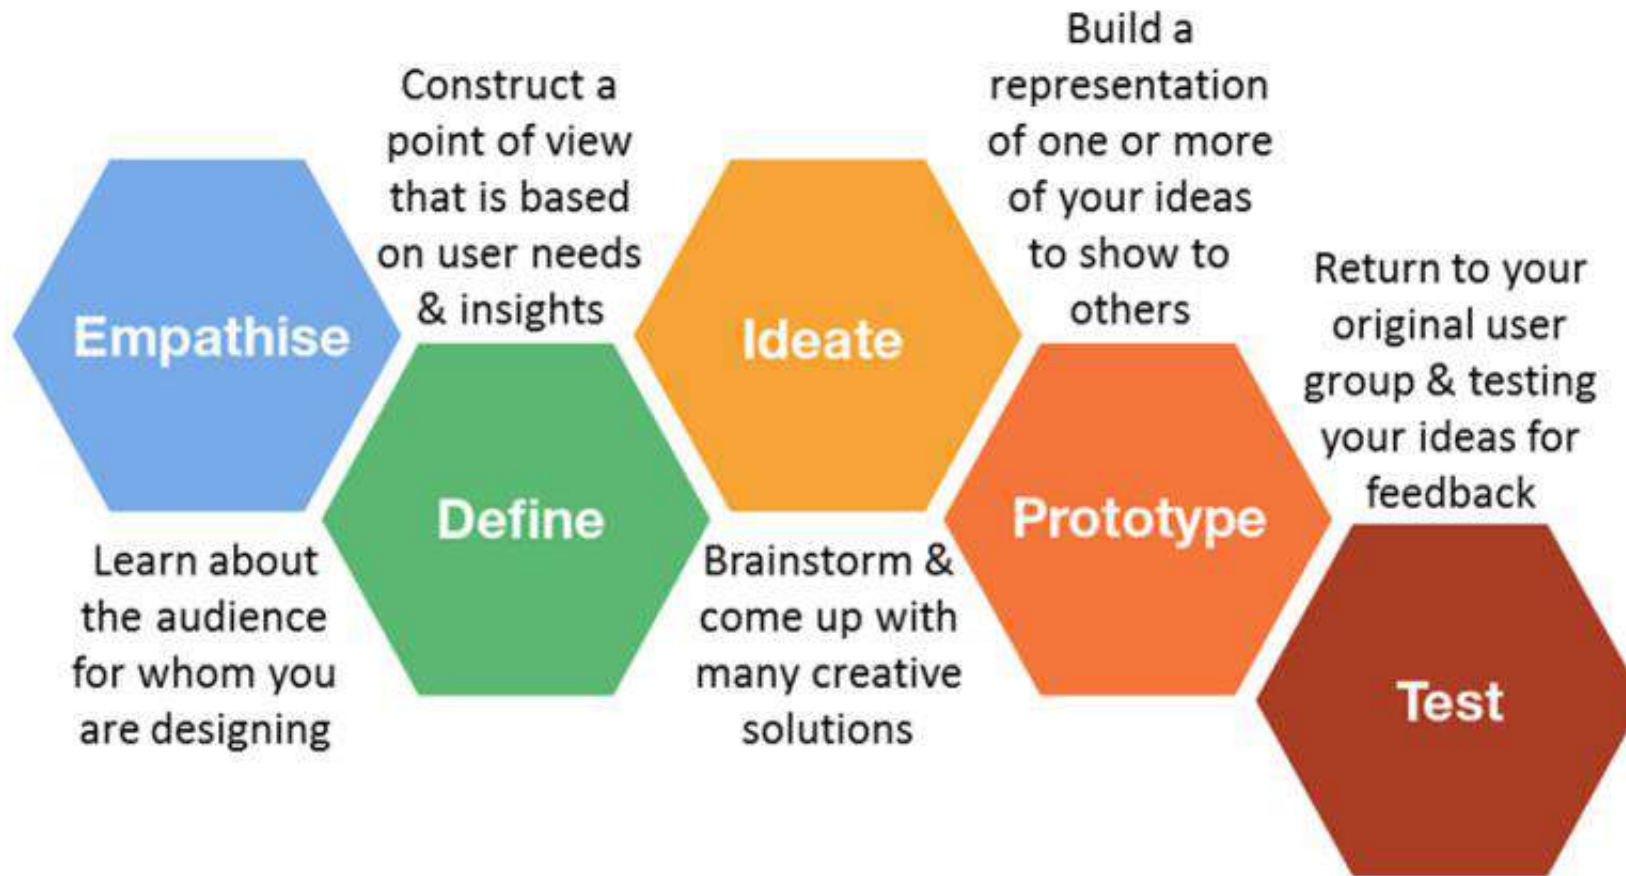 Empathise
Learn about
the audience
for whom you
are designing
Construct a
point of view
that is based
on user needs
& insights
Define
Ideate
Brainstorm &
come up with
many creative
solutions
Build a
representation
of one or more
of your ideas
to show to
others
Prototype
Return to your
original user
group & testing
your ideas for
feedback
Test